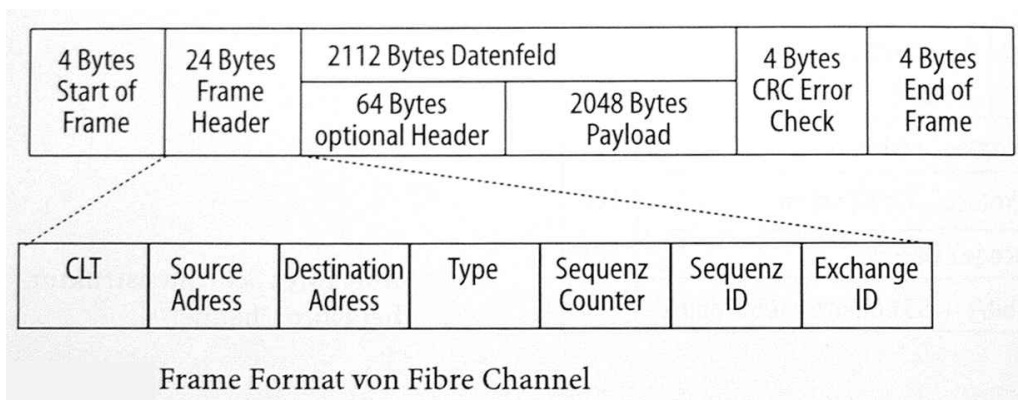 4 Bytes
Start of
Frame
24 Bytes
Frame
Header
2112 Bytes Datenfeld
64 Bytes
optional Header
2048 Bytes
Payload
4 Bytes
CRC Error
Check
4 Bytes
End of
Frame
CLT
Source
Adress
Destination
Adress
Type
Sequenz
Counter
Sequenz
ID
Exchange
ID
Frame Format von Fibre Channel